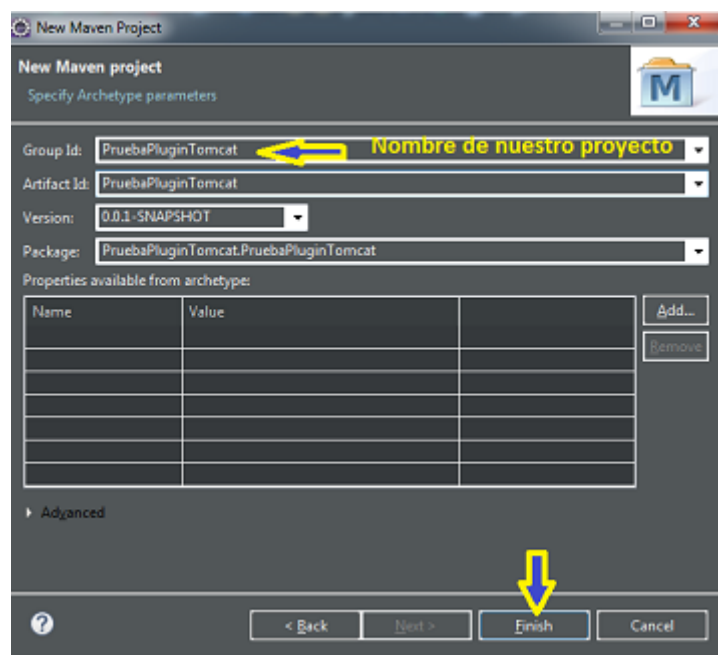 New Maven Project
New Maven project
Specify Archetype parameters
M
Group Id: PruebaPluginTomcat Nombre de nuestro proyecto
Artifact Id: PruebaPluginTomcat
Version: 0.0.1-SNAPSHOT
Package: PruebaPluginTomcat.PruebaPluginTomcat
Properties available from archetype:
Name Value Add...
Remove
Advanced
? < Back Next > Finish Cancel